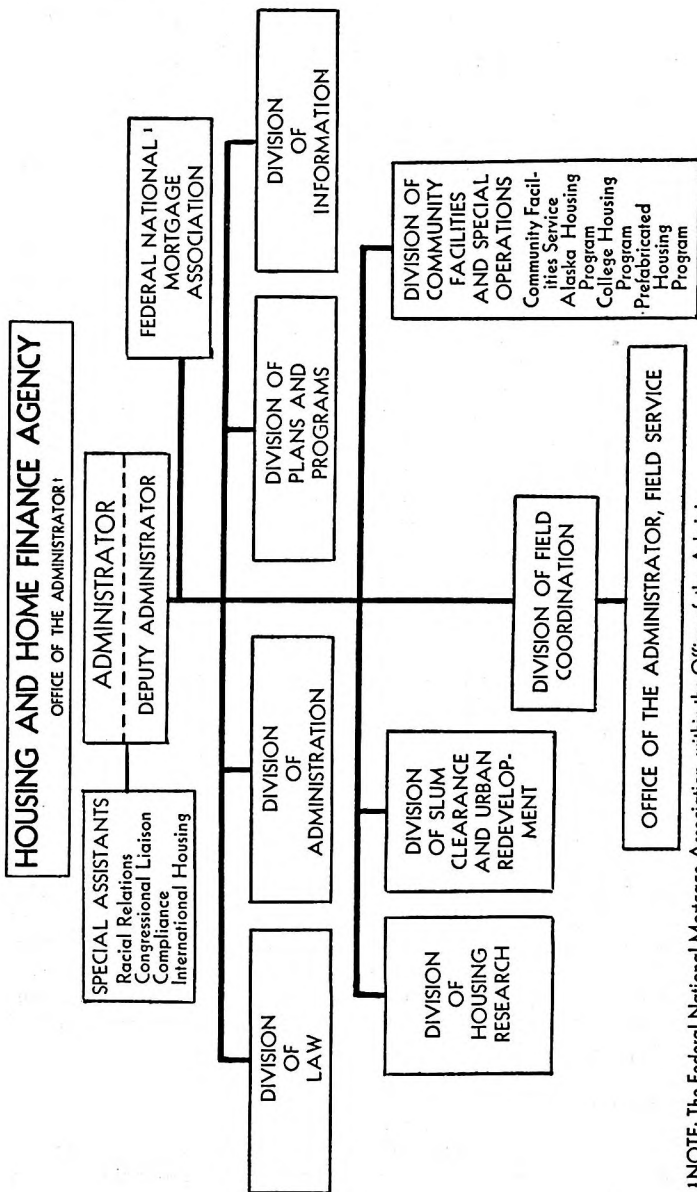 HOUSING AND HOME FINANCE AGENCY
OFFICE OF THE ADMINISTRATOR¹
SPECIAL ASSISTANTS
Racial Relations
Congressional Liaison
Compliance
International Housing
ADMINISTRATOR
DEPUTY ADMINISTRATOR
FEDERAL NATIONAL¹
MORTGAGE
ASSOCIATION
DIVISION
OF
LAW
DIVISION
OF
ADMINISTRATION
DIVISION OF
PLANS AND
PROGRAMS
DIVISION
OF
INFORMATION
DIVISION
OF
HOUSING
RESEARCH
DIVISION
OF SLUM
CLEARANCE
AND URBAN
REDEVELOP-
MENT
DIVISION OF FIELD
COORDINATION
DIVISION OF
COMMUNITY
FACILITIES
AND SPECIAL
OPERATIONS
Community Facil-
ities Service
Alaska Housing
Program
College Housing
Program
Prefabricated
Housing
Program
OFFICE OF THE ADMINISTRATOR, FIELD SERVICE
¹NOTE: The Federal National Mortgage Association within the Office of the